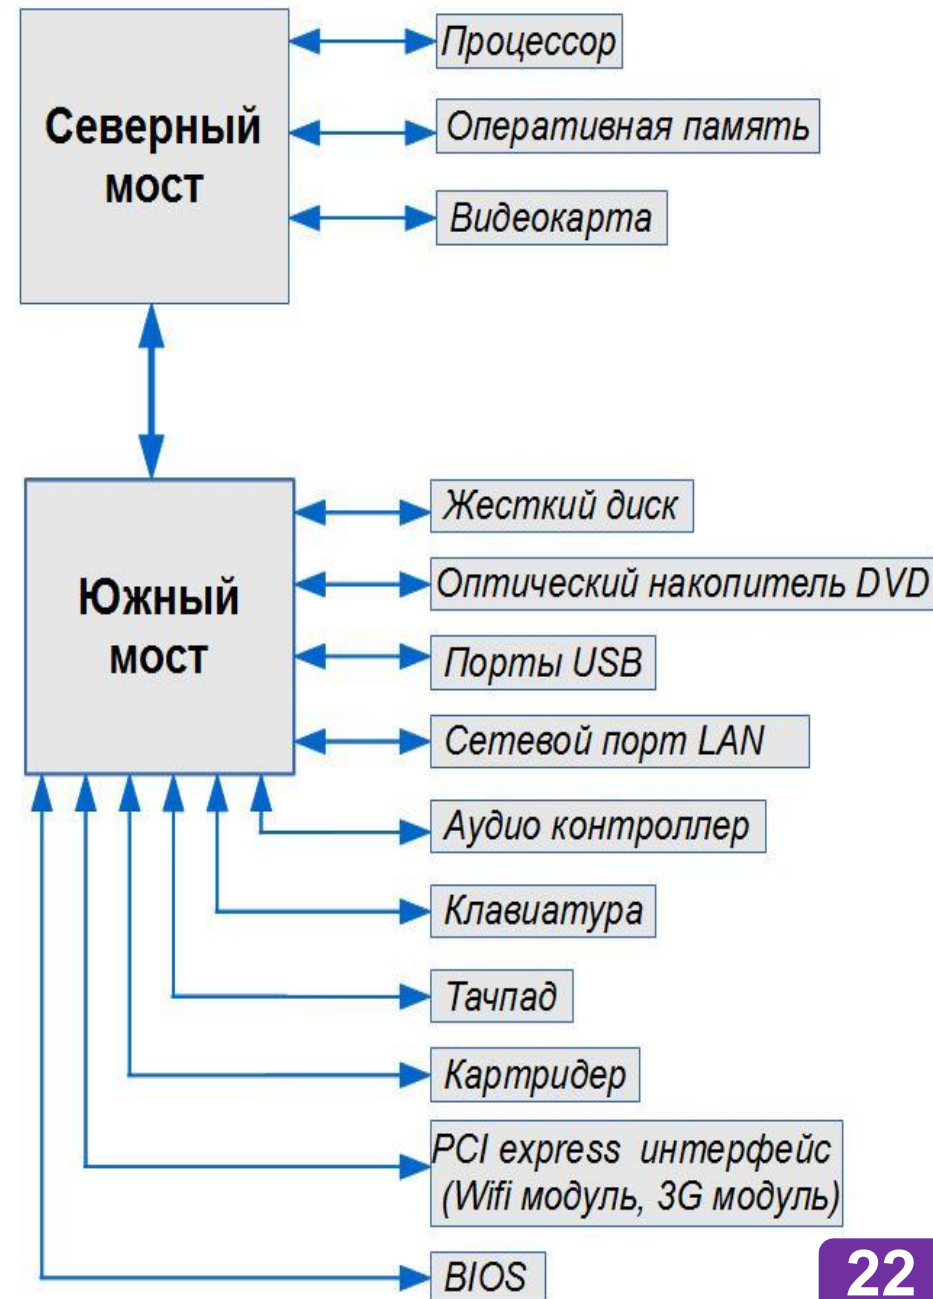 Северный
мост
Процессор
Оперативная память
Видеокарта
Южный
мост
Жесткий диск
Оптический накопитель DVD
Порты USB
Сетевой порт LAN
Аудио контроллер
Клавиатура
Тачпад
Картридер
PCI express интерфейс
(Wifi модуль, 3G модуль)
BIOS
22